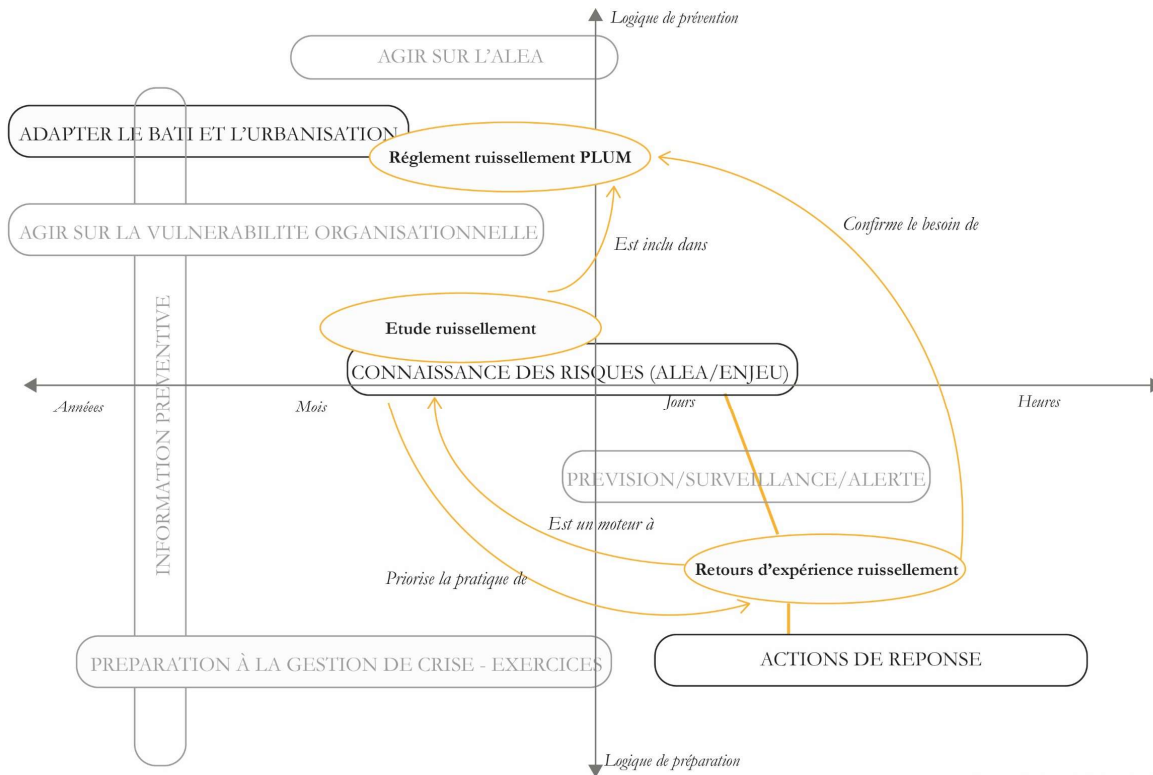 Logique de prévention
AGIR SUR L'ALEA
ADAPTER LE BATI ET L'URBANISATION
Réglement ruissellement PLUM
AGIR SUR LA VULNERABILITE ORGANISATIONNELLE
Confirme le besoin de
Est inclu dans
Etude ruissellement
CONNAISSANCE DES RISQUES (ALEA/ENJEU)
Annéees
Mois
Jours
Heures
INFORMATION PREVENTIVE
PREVISION/SURVEILLANCE/ALERTE
Est un moteur à
Priorise la pratique de
Retours d'expérience ruissellement
PREPARATION À LA GESTION DE CRISE - EXERCICES
ACTIONS DE REPONSE
Logique de préparation